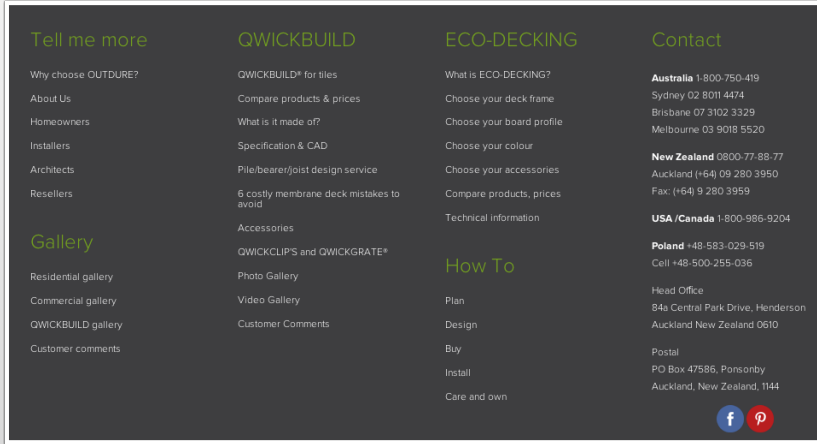 Tell me more
Why choose OUTDURE?
About Us
Homeowners
Installers
Architects
Resellers
Gallery
Residential gallery
Commercial gallery
QWICKBUILD gallery
Customer comments
QWICKBUILD
QWICKBUILD® for tiles
Compare products & prices
What is it made of?
Specification & CAD
Pile/bearer/joist design service
6 costly membrane deck mistakes to
avoid
Accessories
QWICKCLIP'S and QWICKGRATE®
Photo Gallery
Video Gallery
Customer Comments
ECO-DECKING
What is ECO-DECKING?
Choose your deck frame
Choose your board profile
Choose your colour
Choose your accessories
Compare products, prices
Technical information
How To
Plan
Design
Buy
Install
Care and own
Contact
Australia 1-800-750-419
Sydney 02 8011 4474
Brisbane 07 3102 3329
Melbourne 03 9018 5520
New Zealand 0800-77-88-77
Auckland (+64) 09 280 3950
Fax: (+64) 9 280 3959
USA /Canada 1-800-986-9204
Poland +48-583-029-519
Cell +48-500-255-036
Head Office
84a Central Park Drive, Henderson
Auckland New Zealand 0610
Postal
PO Box 47586, Ponsonby
Auckland, New Zealand, 1144